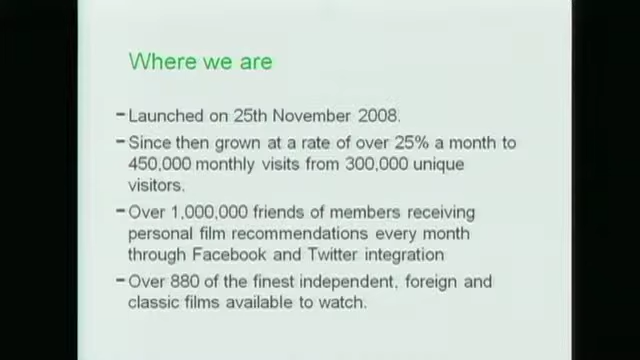 Where we are
– Launched on 25th November 2008.
– Since then grown at a rate of over 25% a month to
450,000 monthly visits from 300,000 unique
visitors.
– Over 1,000,000 friends of members receiving
personal film recommendations every month
through Facebook and Twitter integration
– Over 880 of the finest independent, foreign and
classic films available to watch.